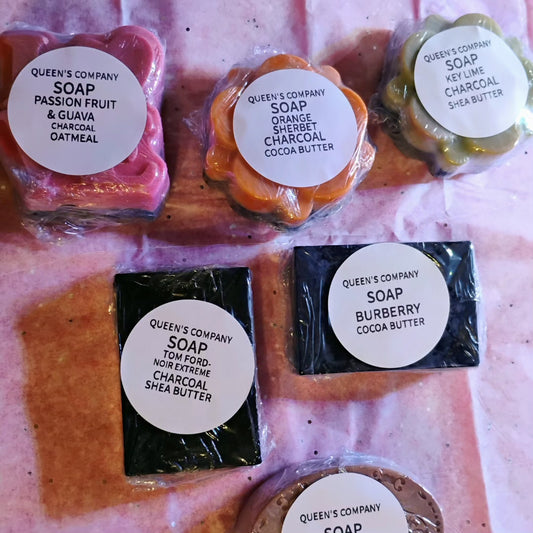 QUEEN'S COMPANY
SOAP
PASSION FRUIT
& GUAVA
CHARCOAL
OATMEAL
QUEEN'S COMPANY
SOAP
ORANGE
SHERBET
CHARCOAL
COCOA BUTTER
QUEEN'S COMPANY
SOAP
KEY LIME
CHARCOAL
SHEA BUTTER
QUEEN'S COMPANY
SOAP
TOM FORD-
NOIR EXTREME
CHARCOAL
SHEA BUTTER
QUEEN'S COMPANY
SOAP
BURBERRY
COCOA BUTTER
QUEEN'S COMPANY
SOAP